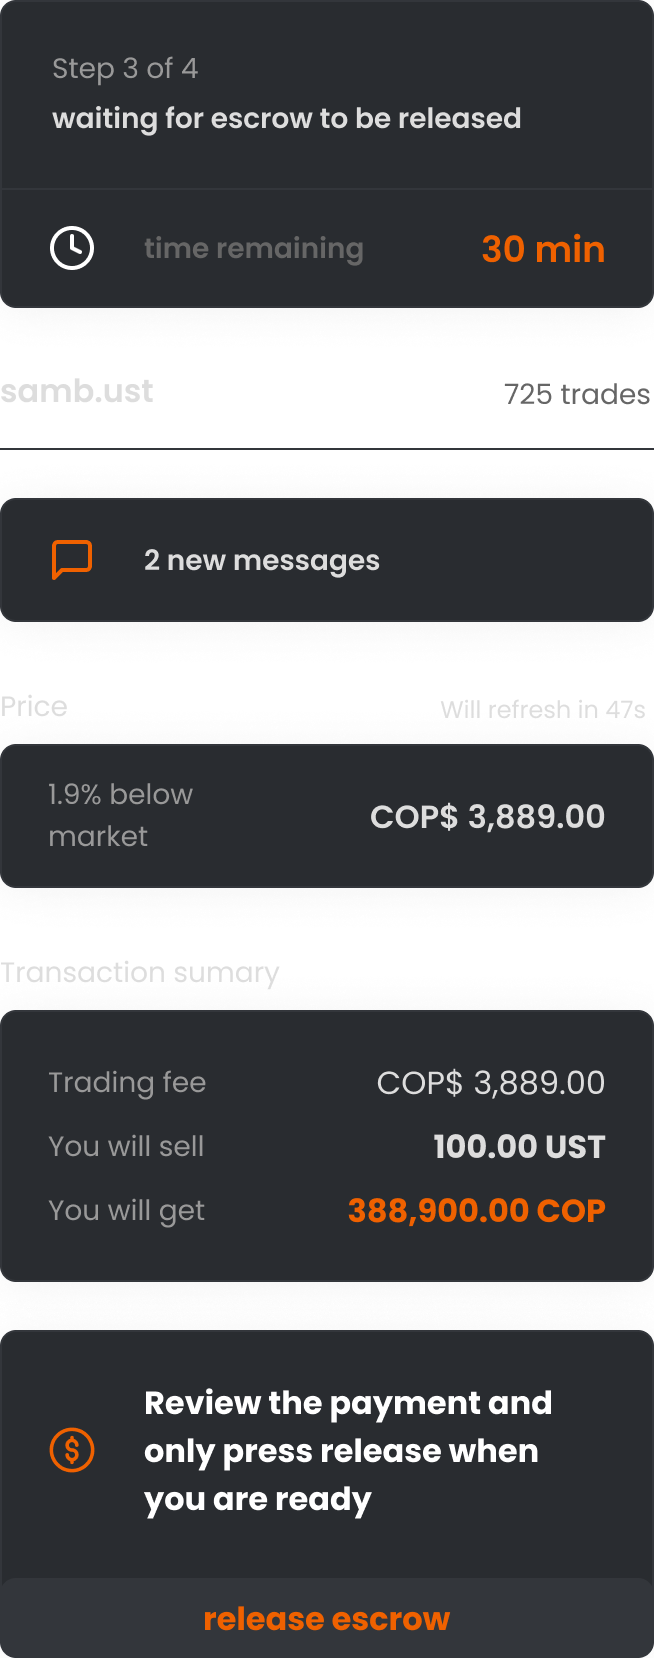 Step 3 of 4
waiting for escrow to be released
time remaining 30 min
samb.ust 725 trades
2 new messages
Price Will refresh in 47s
1.9% below
market
COP$ 3,889.00
Transaction sumary
Trading fee COP$ 3,889.00
You will sell 100.00 UST
You will get 388,900.00 COP
Review the payment and
only press release when
you are ready
release escrow